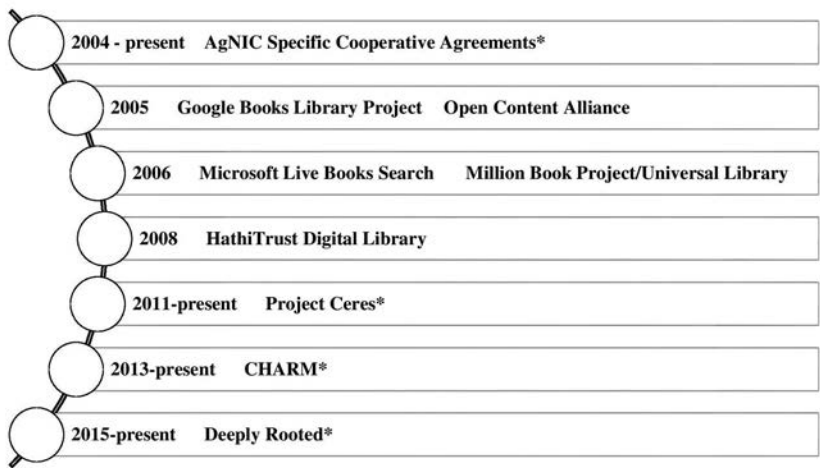 2004 - present AgNIC Specific Cooperative Agreements*
2005 Google Books Library Project Open Content Alliance
2006 Microsoft Live Books Search Million Book Project/Universal Library
2008 HathiTrust Digital Library
2011-present Project Ceres*
2013-present CHARM*
2015-present Deeply Rooted*